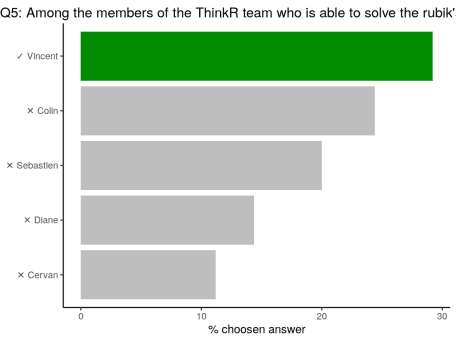 Q5: Among the members of the ThinkR team who is able to solve the rubik'
✓ Vincent
✕ Colin
✕ Sebastien
✕ Diane
✕ Cervan
0 10 20 30
% choosen answer